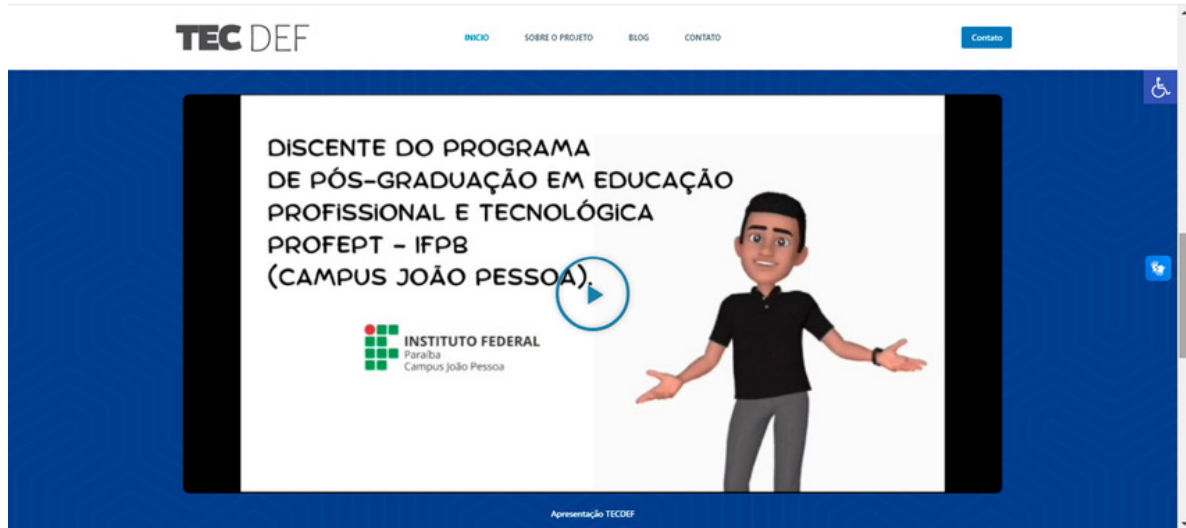 TEC DEF
INICIO
SOBRE O PROJETO
BLOG
CONTATO
Contato
DISCENTE DO PROGRAMA
DE PÓS-GRADUAÇÃO EM EDUCAÇÃO
PROFISSIONAL E TECNOLÓGICA
PROFEPT - IFPB
(CAMPUS JOÃO PESSOA).
INSTITUTO FEDERAL
Paraíba
Campus João Pessoa
Apresentação TECDEF